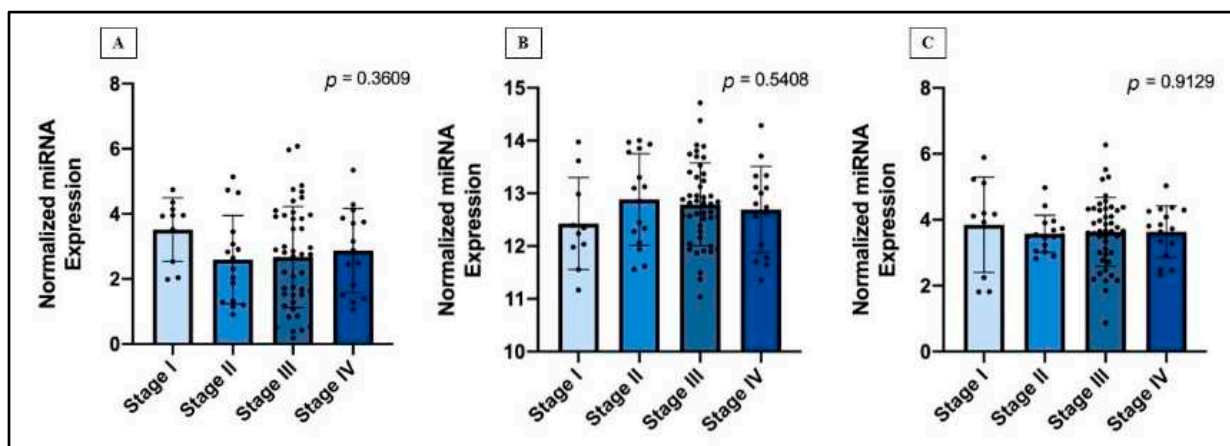 A
p = 0.3609
Normalized miRNA
Expression
8
6
4
2
0
Stage I
Stage II
Stage III
Stage IV
B
p = 0.5408
Normalized miRNA
Expression
15
14
13
12
11
10
Stage I
Stage II
Stage III
Stage IV
C
p = 0.9129
Normalized miRNA
Expression
8
6
4
2
0
Stage I
Stage II
Stage III
Stage IV